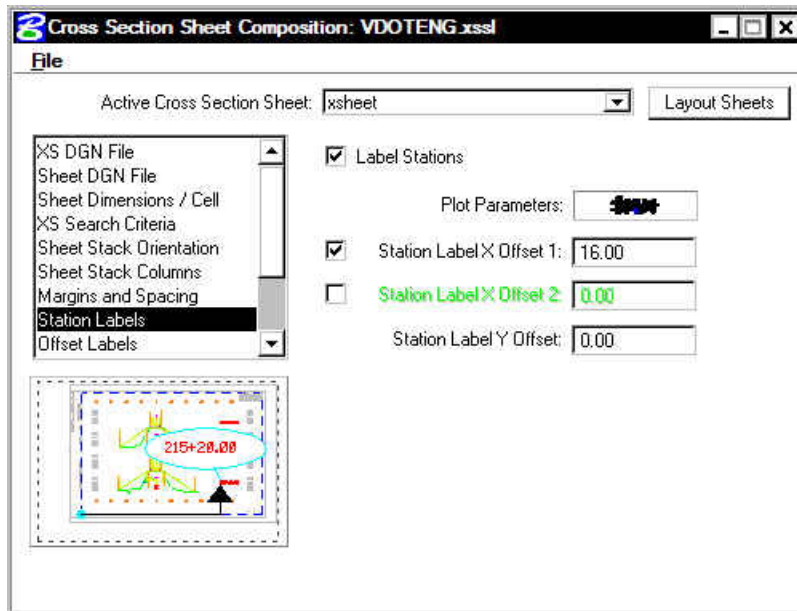 Cross Section Sheet Composition: VDOTENG.xssl
File
Active Cross Section Sheet: xsheet Layout Sheets
XS DGN File
Sheet DGN File
Sheet Dimensions / Cell
XS Search Criteria
Sheet Stack Orientation
Sheet Stack Columns
Margins and Spacing
Station Labels
Offset Labels
Label Stations
Plot Parameters:
Station Label X Offset 1: 16.00
Station Label X Offset 2: 0.00
Station Label Y Offset: 0.00
215+20.00